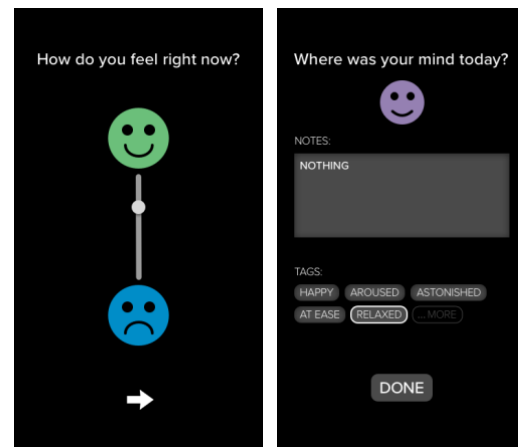 How do you feel right now?
Where was your mind today?
NOTES:
NOTHING
TAGS:
HAPPY AROUSED ASTONISHED
AT EASE RELAXED ... MORE
DONE